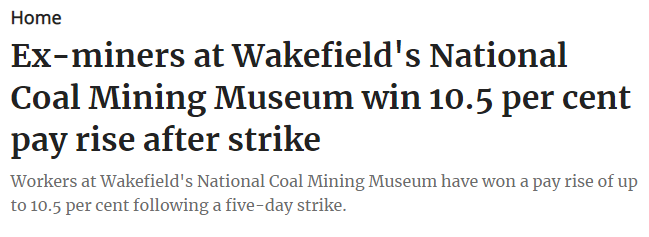 Home
Ex-miners at Wakefield's National
Coal Mining Museum win 10.5 per cent
pay rise after strike
Workers at Wakefield's National Coal Mining Museum have won a pay rise of up
to 10.5 per cent following a five-day strike.